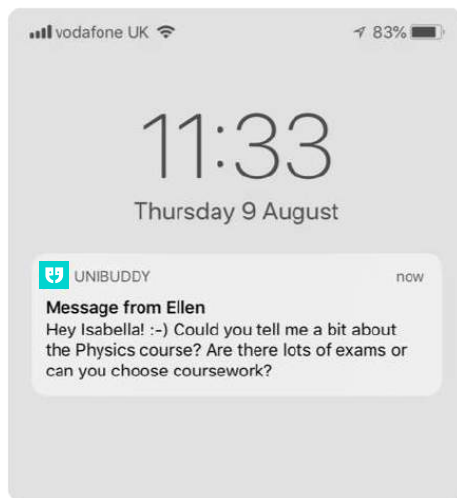 vodafone UK 83%
11:33
Thursday 9 August
UNIBUDDY now
Message from Ellen
Hey Isabella! :-) Could you tell me a bit about
the Physics course? Are there lots of exams or
can you choose coursework?